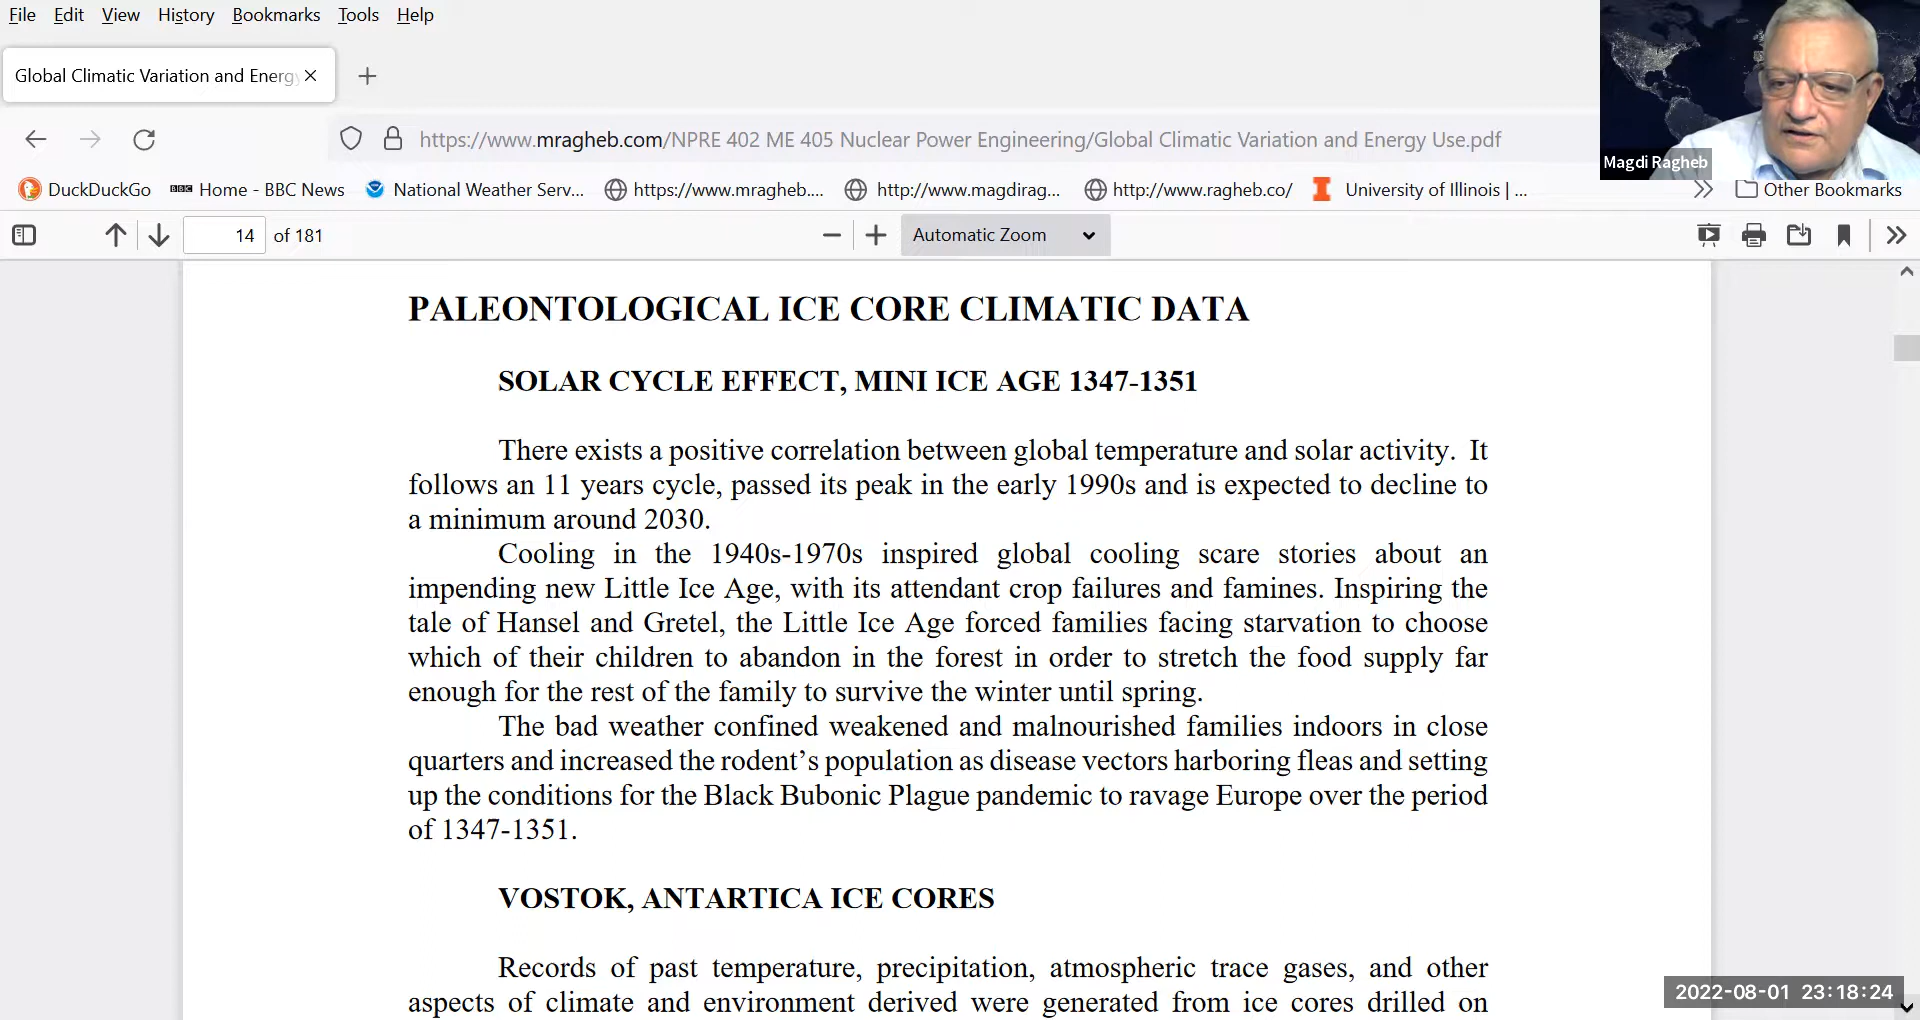 File Edit View History Bookmarks Tools Help
Global Climatic Variation and Energ
https://www.mragheb.com/NPRE 402 ME 405 Nuclear Power Engineering/Global Climatic Variation and Energy Use.pdf
Magdi Ragheb
DuckDuckGo BBC Home - BBC News National Weather Serv... https://www.mragheb.... http://www.magdirag... http://www.ragheb.co/ University of Illinois | ... Other Bookmarks
14 of 181 Automatic Zoom
PALEONTOLOGICAL ICE CORE CLIMATIC DATA
SOLAR CYCLE EFFECT, MINI ICE AGE 1347-1351
There exists a positive correlation between global temperature and solar activity. It
follows an 11 years cycle, passed its peak in the early 1990s and is expected to decline to
a minimum around 2030.
Cooling in the 1940s-1970s inspired global cooling scare stories about an
impending new Little Ice Age, with its attendant crop failures and famines. Inspiring the
tale of Hansel and Gretel, the Little Ice Age forced families facing starvation to choose
which of their children to abandon in the forest in order to stretch the food supply far
enough for the rest of the family to survive the winter until spring.
The bad weather confined weakened and malnourished families indoors in close
quarters and increased the rodent’s population as disease vectors harboring fleas and setting
up the conditions for the Black Bubonic Plague pandemic to ravage Europe over the period
of 1347-1351.
VOSTOK, ANTARTICA ICE CORES
Records of past temperature, precipitation, atmospheric trace gases, and other
aspects of climate and environment derived were generated from ice cores drilled on
2022-08-01 23:18:24